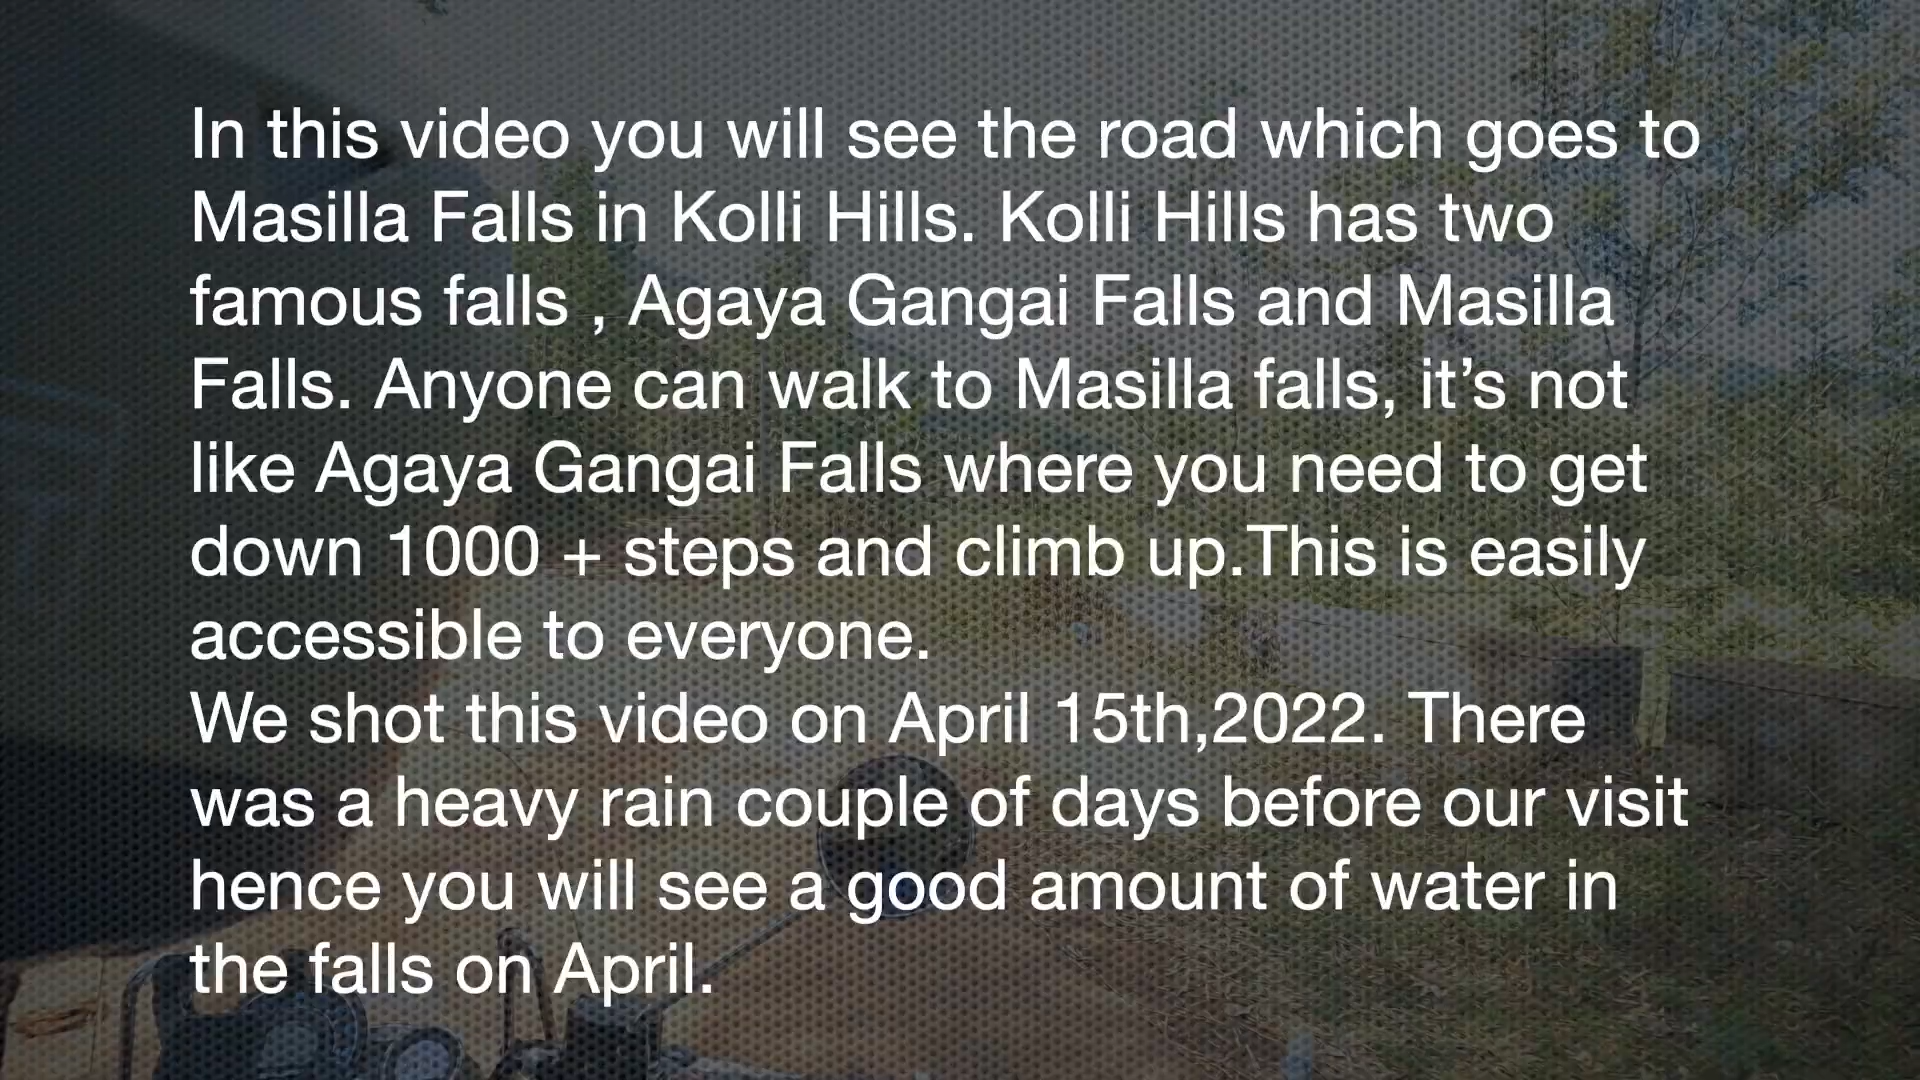 In this video you will see the road which goes to
Masilla Falls in Kolli Hills. Kolli Hills has two
famous falls , Agaya Gangai Falls and Masilla
Falls. Anyone can walk to Masilla falls, it’s not
like Agaya Gangai Falls where you need to get
down 1000 + steps and climb up.This is easily
accessible to everyone.
We shot this video on April 15th,2022. There
was a heavy rain couple of days before our visit
hence you will see a good amount of water in
the falls on April.